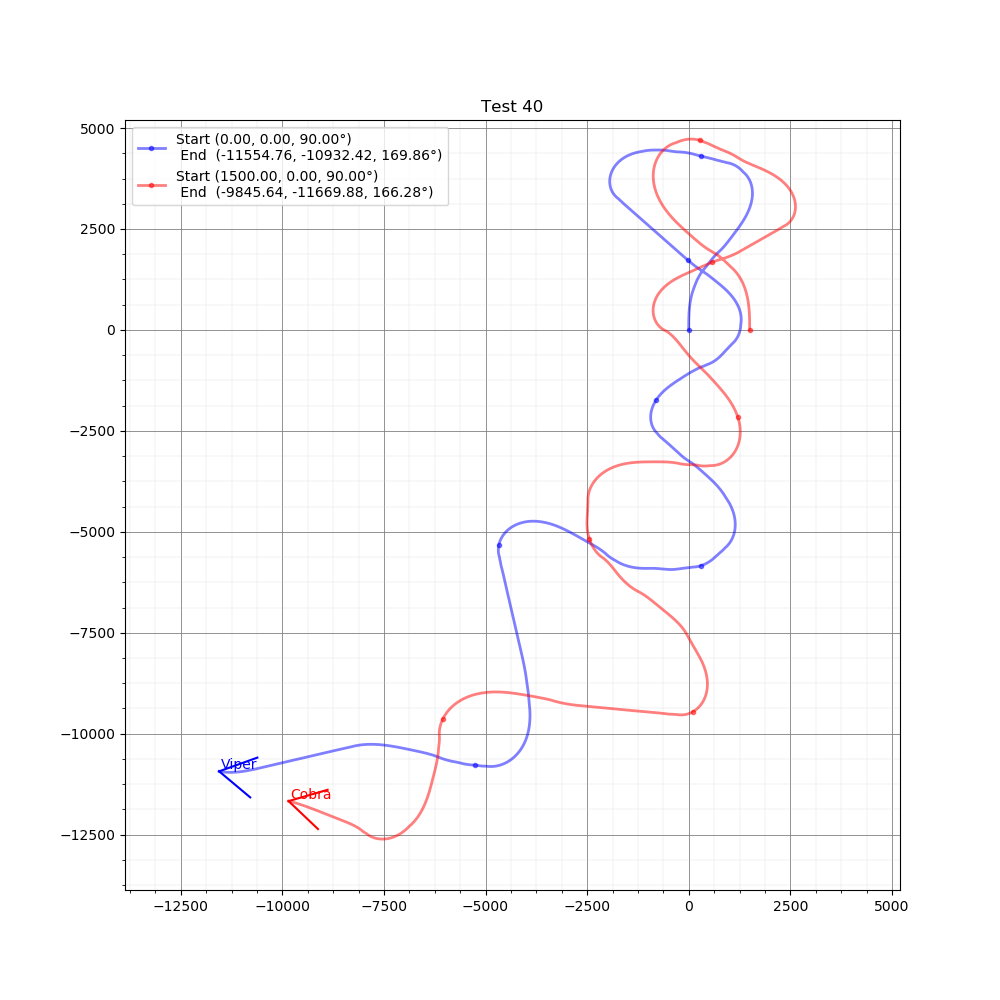 Test 40
Start (0.00, 0.00, 90.00°)
End  (-11554.76, -10932.42, 169.86°)
Start (1500.00, 0.00, 90.00°)
End  (-9845.64, -11669.88, 166.28°)
5000
2500
0
−2500
−5000
−7500
−10000
−12500
Viper
Cobra
−12500 −10000 −7500 −5000 −2500 0 2500 5000